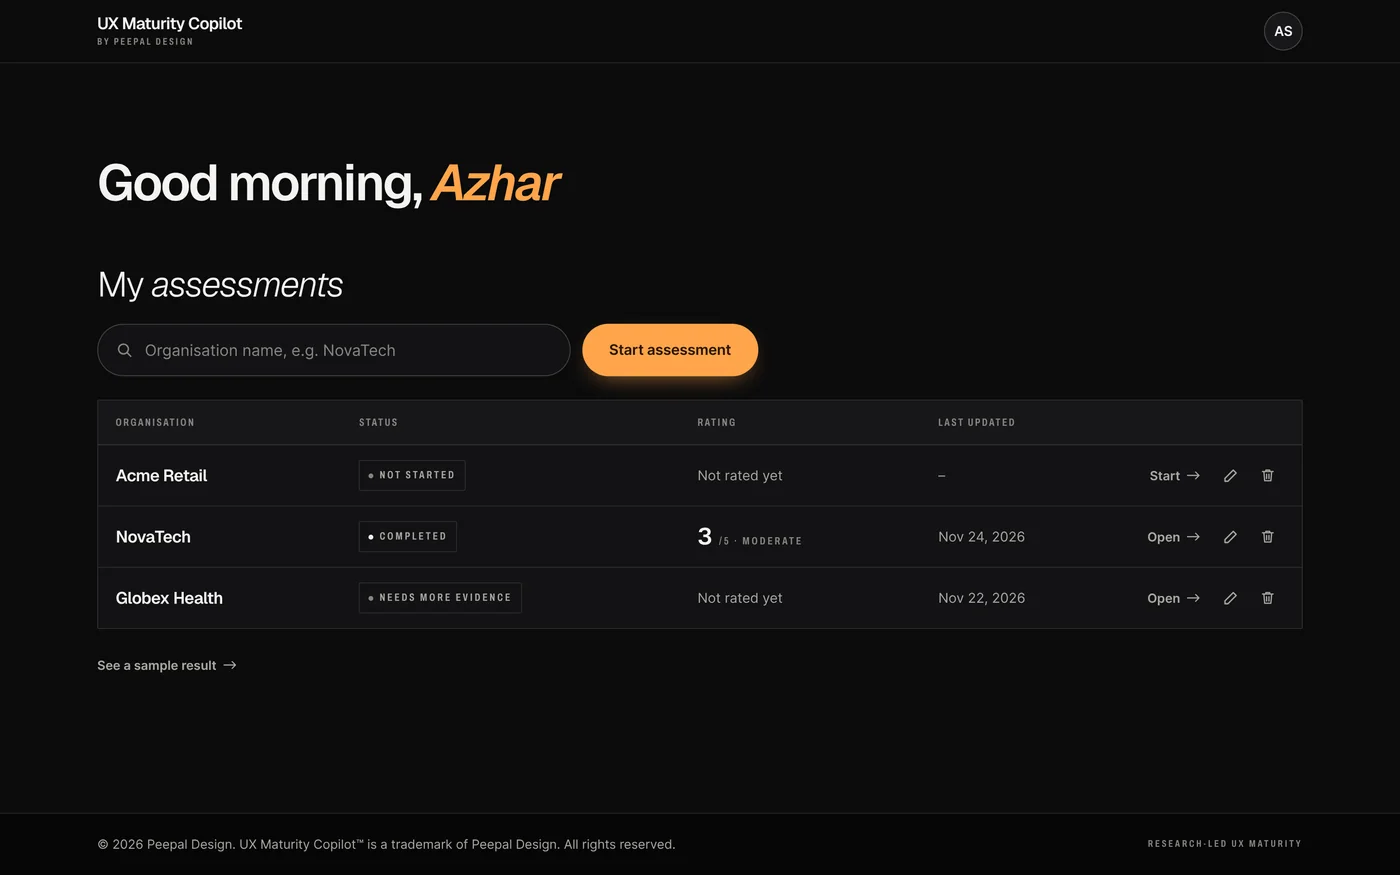 UX Maturity Copilot
BY PEEPAL DESIGN
AS
Good morning, Azhar
My assessments
Organisation name, e.g. NovaTech
Start assessment
ORGANISATION STATUS RATING LAST UPDATED
Acme Retail NOT STARTED Not rated yet – Start →
NovaTech COMPLETED 3 /5 · MODERATE Nov 24, 2026 Open →
Globex Health NEEDS MORE EVIDENCE Not rated yet Nov 22, 2026 Open →
See a sample result →
© 2026 Peepal Design. UX Maturity Copilot™ is a trademark of Peepal Design. All rights reserved.
RESEARCH-LED UX MATURITY